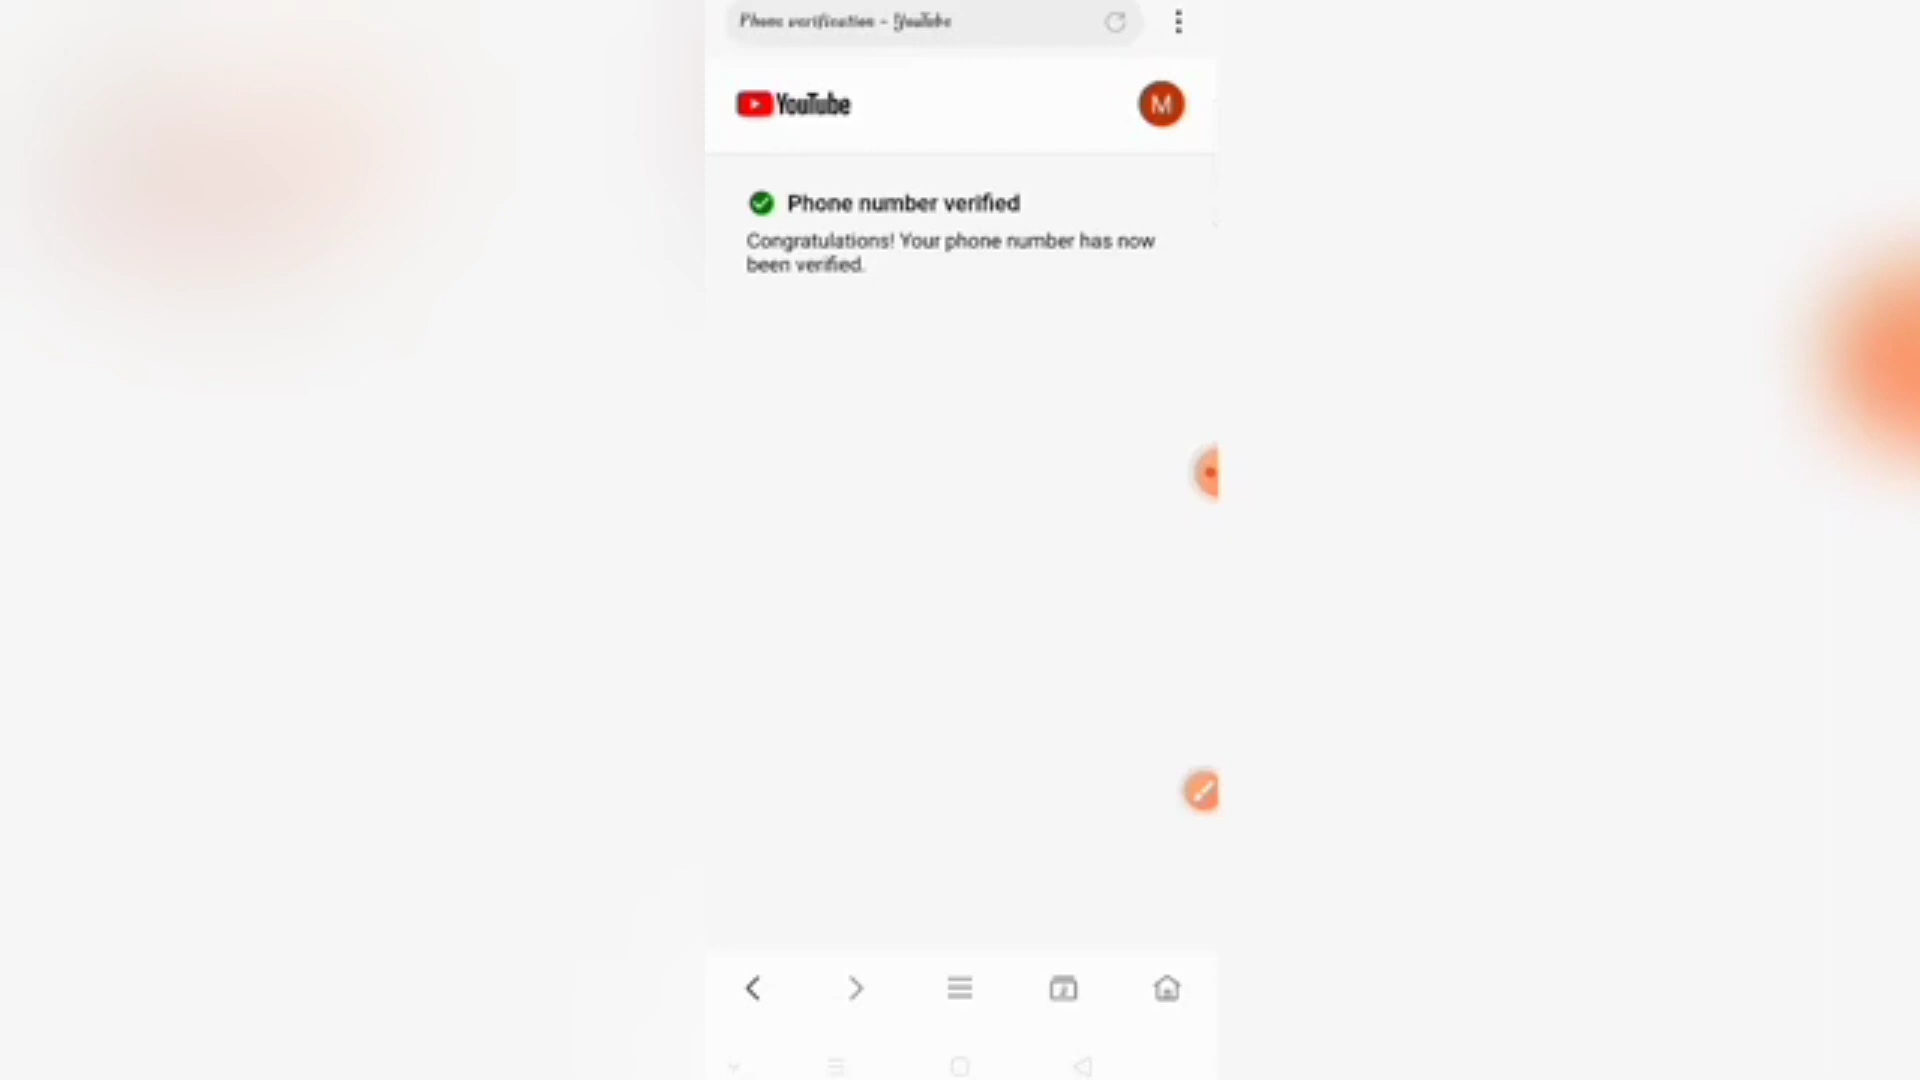 Phone verification - YouTube
YouTube
M
Phone number verified
Congratulations! Your phone number has now
been verified.